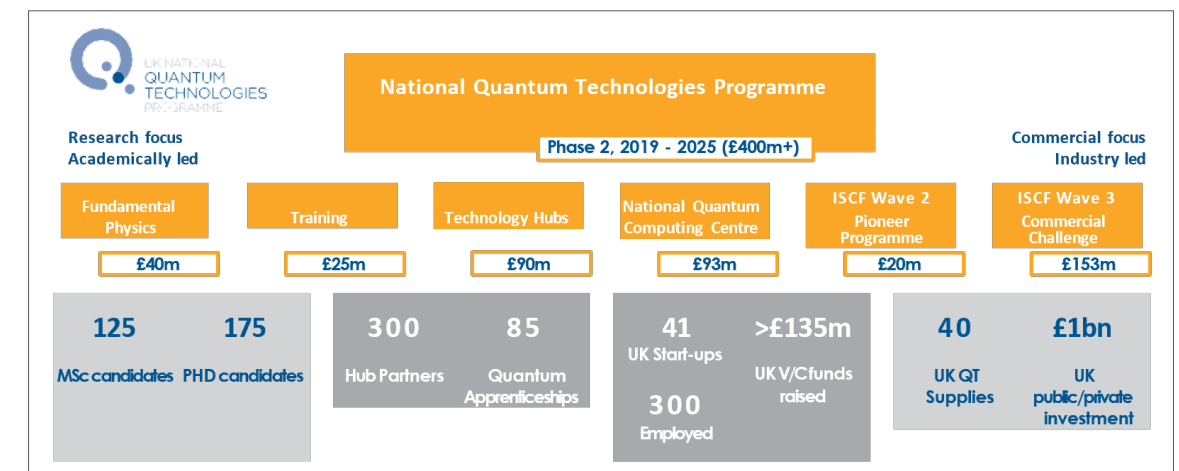 UK NATIONAL
QUANTUM
TECHNOLOGIES
PROGRAMME
National Quantum Technologies Programme
Phase 2, 2019 - 2025 (£400m+)
Research focus
Academically led
Commercial focus
Industry led
Fundamental
Physics
£40m
Training
£25m
Technology Hubs
£90m
National Quantum
Computing Centre
£93m
ISCF Wave 2
Pioneer
Programme
£20m
ISCF Wave 3
Commercial
Challenge
£153m
125
MSc candidates
175
PHD candidates
300
Hub Partners
85
Quantum
Apprenticeships
41
UK Start-ups
300
Employed
>£135m
UK V/Cfunds
raised
40
UK QT
Supplies
£1bn
UK
public/private
investment